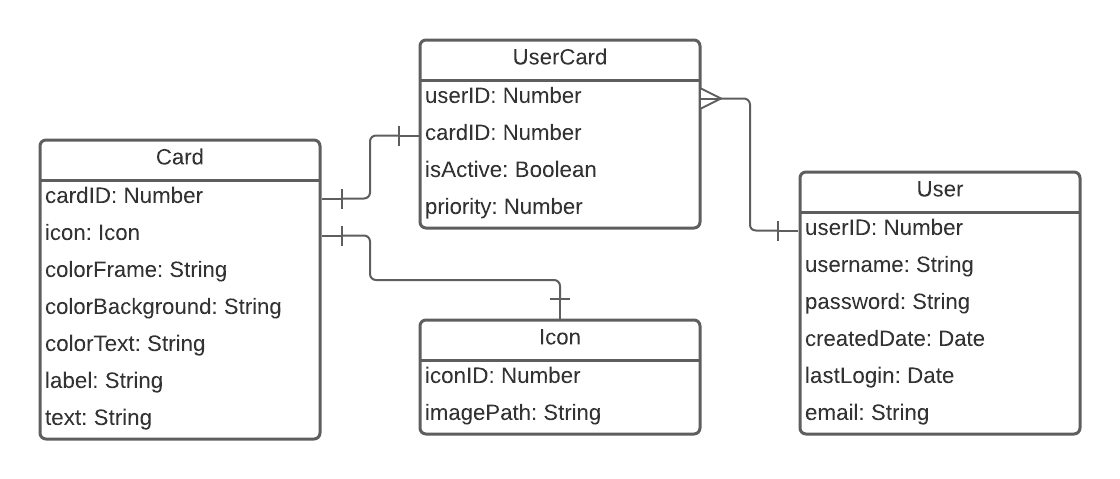 UserCard
userID: Number
cardID: Number
isActive: Boolean
priority: Number
Card
cardID: Number
icon: Icon
colorFrame: String
colorBackground: String
colorText: String
label: String
text: String
Icon
iconID: Number
imagePath: String
User
userID: Number
username: String
password: String
createdDate: Date
lastLogin: Date
email: String